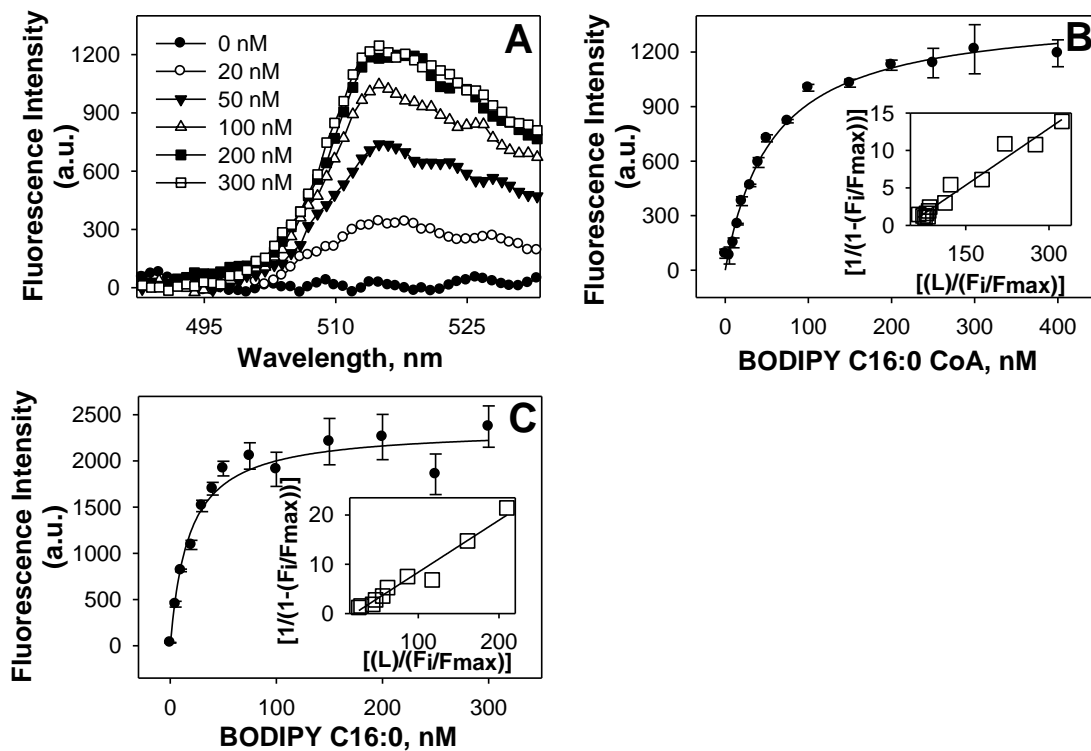 A
Fluorescence Intensity
(a.u.)
1200
900
600
300
0
0 nM
20 nM
50 nM
100 nM
200 nM
300 nM
495
510
525
Wavelength, nm
B
Fluorescence Intensity
(a.u.)
1200
900
600
300
0
[1/(1-(Fi/Fmax))]
15
10
5
0
150
300
[(L)/(Fi/Fmax)]
0
100
200
300
400
BODIPY C16:0 CoA, nM
C
Fluorescence Intensity
(a.u.)
2500
2000
1500
1000
500
0
[1/(1-(Fi/Fmax))]
20
10
0
100
200
[(L)/(Fi/Fmax)]
0
100
200
300
BODIPY C16:0, nM